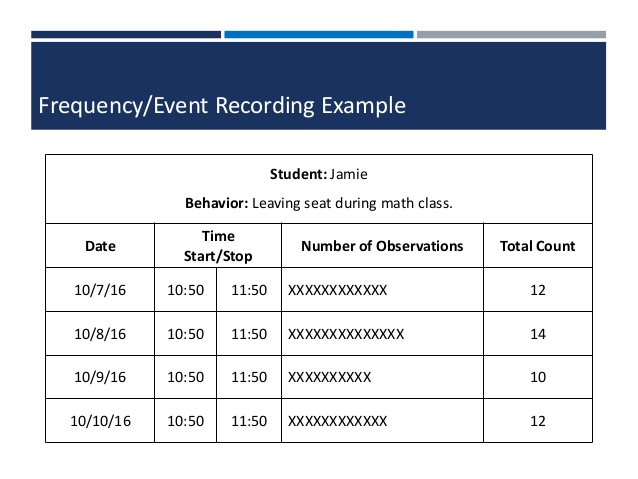 Frequency/Event Recording Example
Student: Jamie
Behavior: Leaving seat during math class.
Date Time Start/Stop Number of Observations Total Count
10/7/16 10:50 11:50 XXXXXXXXXXXX 12
10/8/16 10:50 11:50 XXXXXXXXXXXXXX 14
10/9/16 10:50 11:50 XXXXXXXXXX 10
10/10/16 10:50 11:50 XXXXXXXXXXXX 12